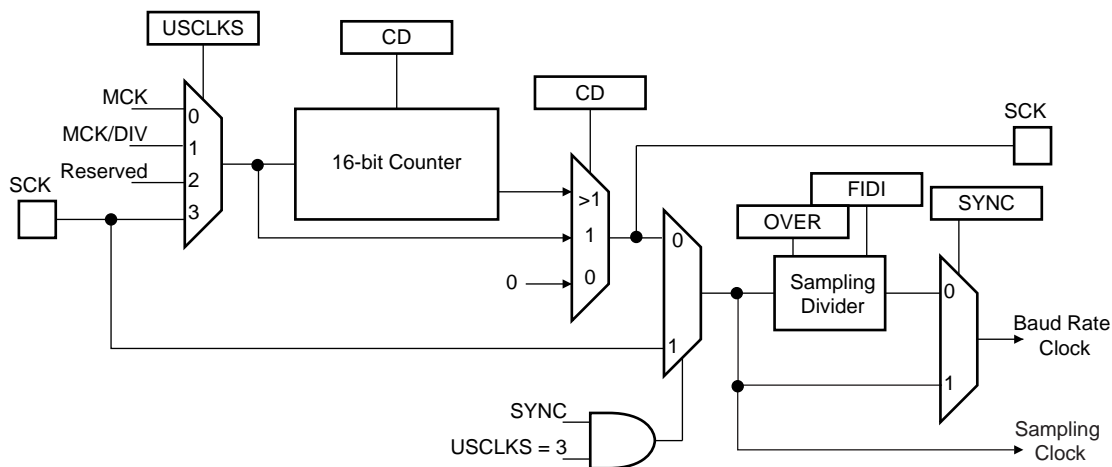 USCLKS
CD
CD
MCK
0
MCK/DIV
1
Reserved
2
SCK
3
16-bit Counter
>1
1
0
0
SCK
FIDI
OVER
SYNC
0
1
Sampling
Divider
0
1
Baud Rate
Clock
SYNC
USCLKS = 3
Sampling
Clock